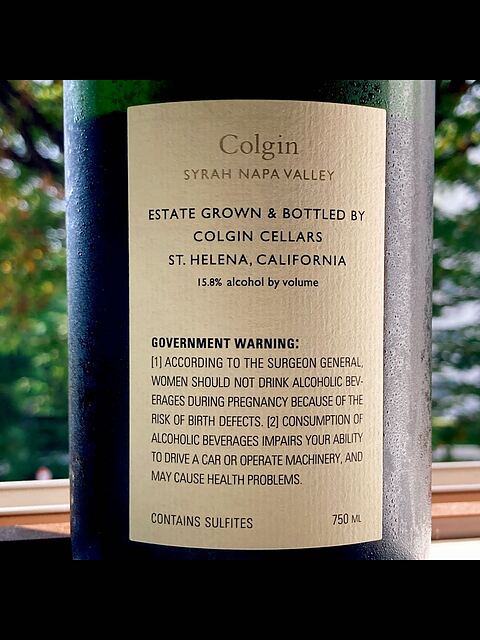 Colgin
SYRAH NAPA VALLEY
ESTATE GROWN & BOTTLED BY
COLGIN CELLARS
ST. HELENA, CALIFORNIA
15.8% alcohol by volume
GOVERNMENT WARNING:
[1] ACCORDING TO THE SURGEON GENERAL,
WOMEN SHOULD NOT DRINK ALCOHOLIC BEV-
ERAGES DURING PREGNANCY BECAUSE OF THE
RISK OF BIRTH DEFECTS. [2] CONSUMPTION OF
ALCOHOLIC BEVERAGES IMPAIRS YOUR ABILITY
TO DRIVE A CAR OR OPERATE MACHINERY, AND
MAY CAUSE HEALTH PROBLEMS.
CONTAINS SULFITES 750 ML